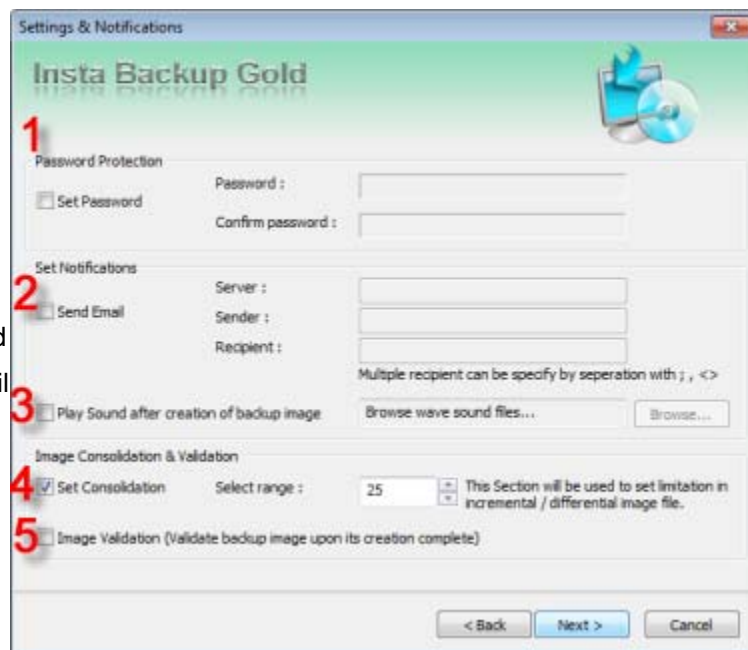 Settings & Notifications
Insta Backup Gold
1
Password Protection
Set Password
Password :
Confirm password :
Set Notifications
2
Send Email
Server :
Sender :
Recipient :
Multiple recipient can be specify by seperation with ; , <>
3
Play Sound after creation of backup image
Browse wave sound files...
Browse...
Image Consolidation & Validation
4
Set Consolidation
Select range :
25
This Section will be used to set limitation in
incremental / differential image file.
5
Image Validation (Validate backup image upon its creation complete)
< Back
Next >
Cancel